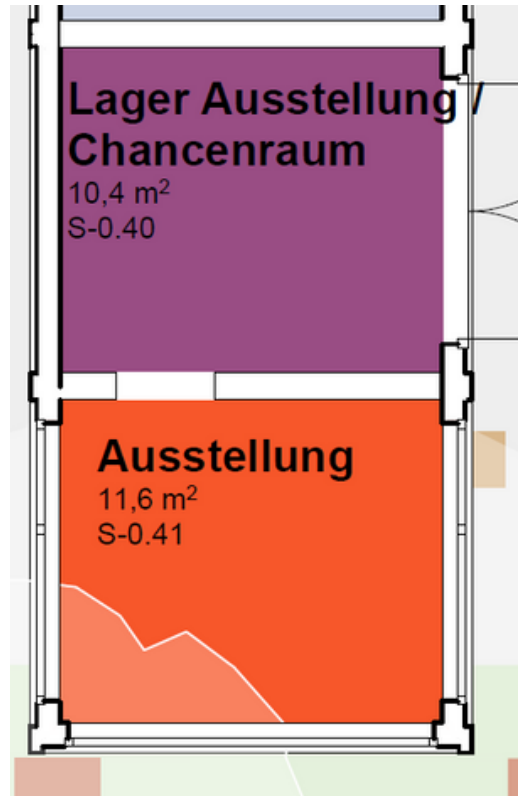 Lager Ausstellung /
Chancenraum
10,4 m²
S-0.40
Ausstellung
11,6 m²
S-0.41